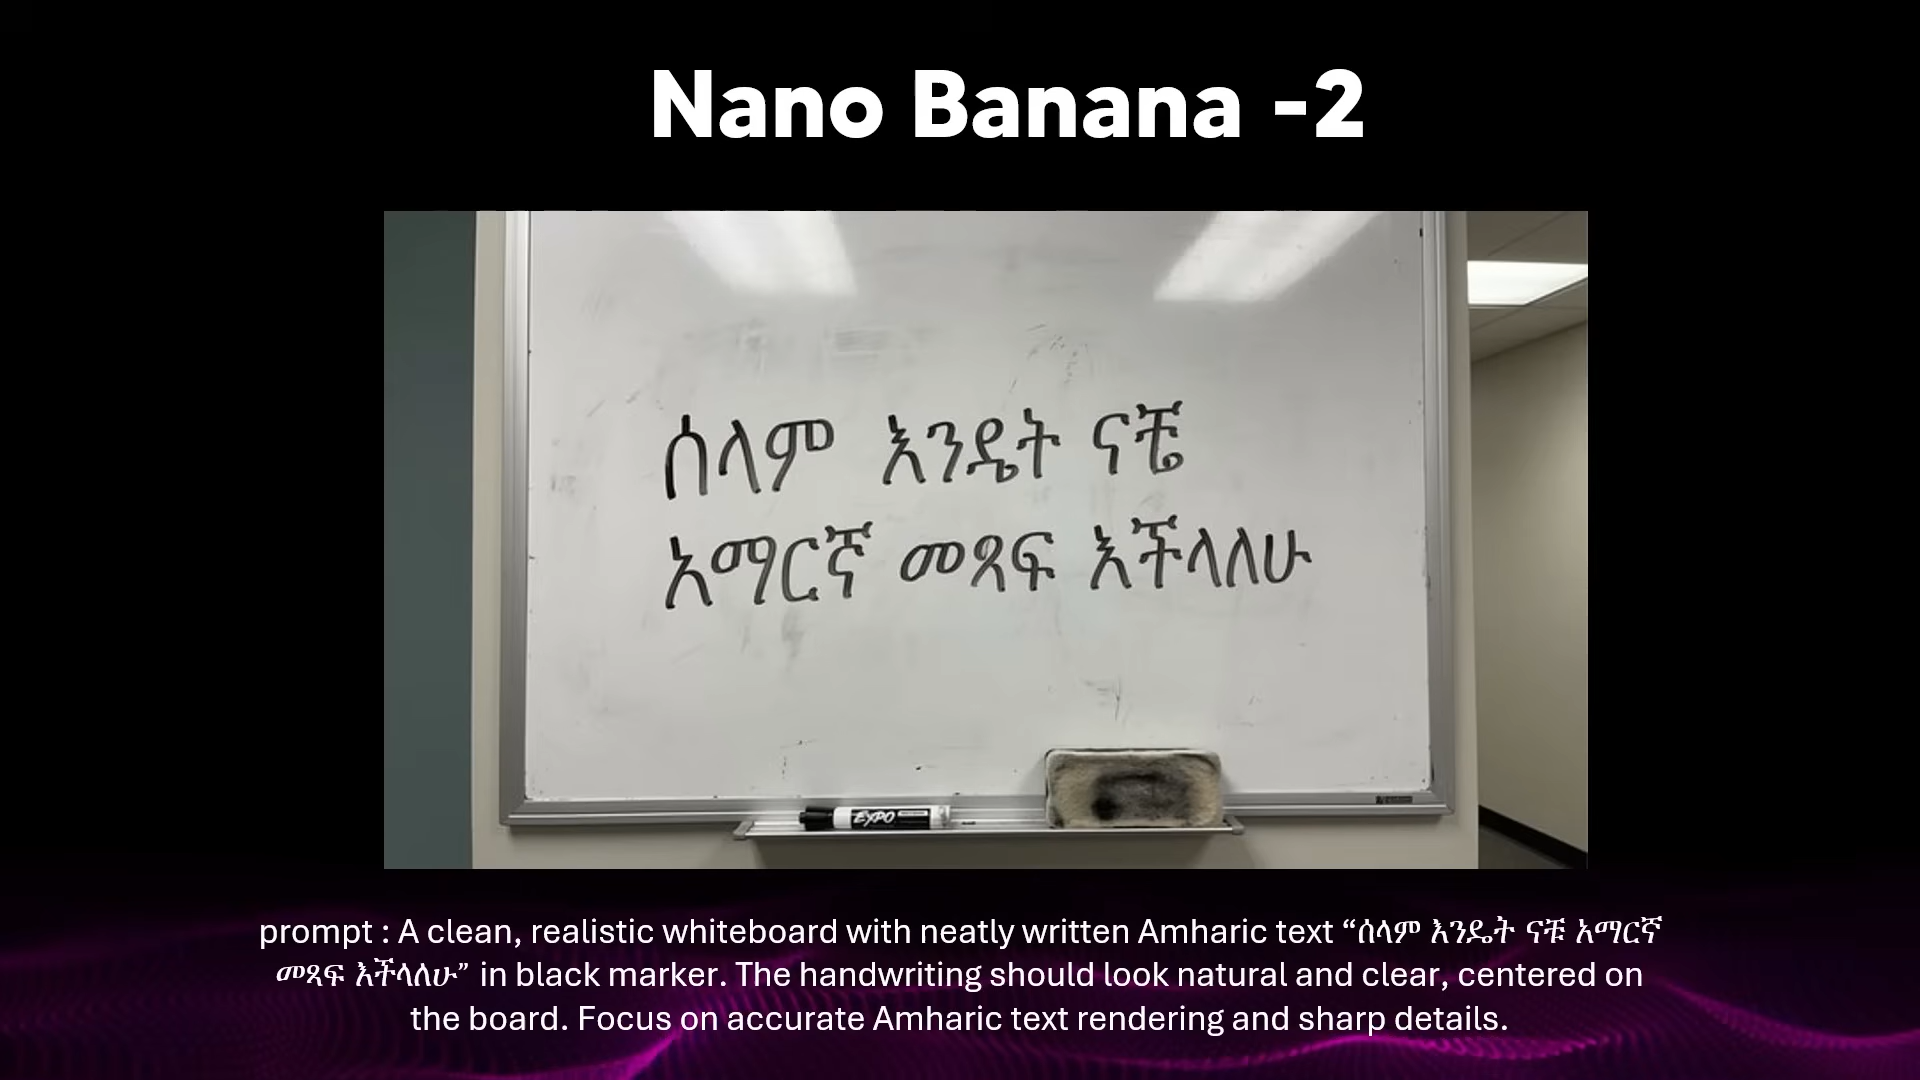 Nano Banana -2
ሰላም እንዴት ናቼ
አማርኛ መጻፍ እችላለሁ
EXPO
prompt : A clean, realistic whiteboard with neatly written Amharic text “ሰላም እንዴት ናቹ አማርኛ
መጻፍ እችላለሁ” in black marker. The handwriting should look natural and clear, centered on
the board. Focus on accurate Amharic text rendering and sharp details.